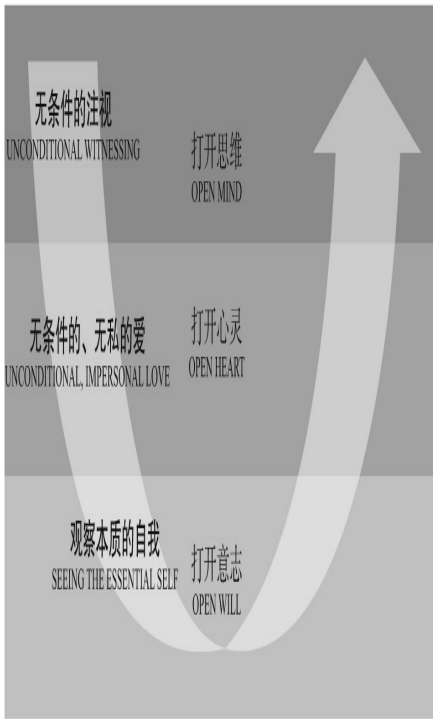 无条件的注视
UNCONDITIONAL WITNESSING
打开思维
OPEN MIND
无条件的、无私的爱
UNCONDITIONAL, IMPERSONAL LOVE
打开心灵
OPEN HEART
观察本质的自我
SEEING THE ESSENTIAL SELF
打开意志
OPEN WILL